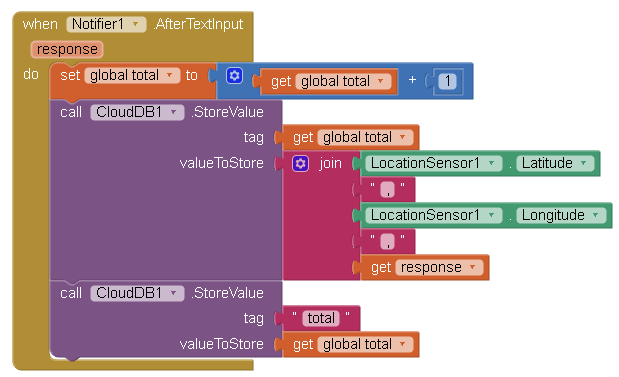 when Notifier1 .AfterTextInput
response
do set global total to get global total + 1
call CloudDB1 .StoreValue
tag get global total
valueToStore join LocationSensor1 . Latitude
" , "
LocationSensor1 . Longitude
" , "
get response
call CloudDB1 .StoreValue
tag " total "
valueToStore get global total